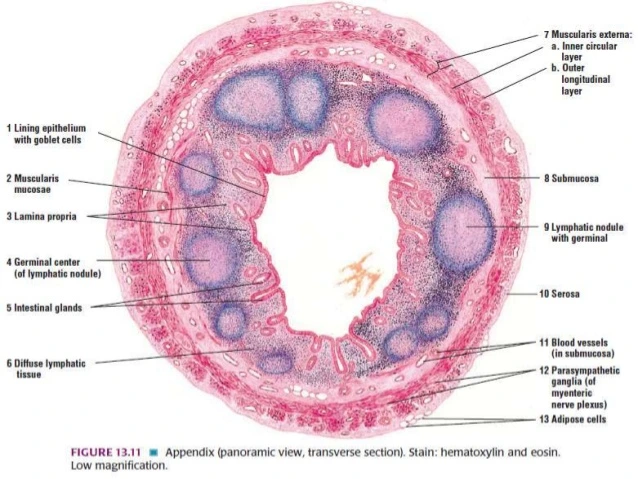 1 Lining epithelium
with goblet cells
2 Muscularis
mucosae
3 Lamina propria
4 Germinal center
(of lymphatic nodule)
5 Intestinal glands
6 Diffuse lymphatic
tissue
7 Muscularis externa:
a. Inner circular
layer
b. Outer
longitudinal
layer
8 Submucosa
9 Lymphatic nodule
with germinal
10 Serosa
11 Blood vessels
(in submucosa)
12 Parasympathetic
ganglia (of
myenteric
nerve plexus)
13 Adipose cells
FIGURE 13.11 Appendix (panoramic view, transverse section). Stain: hematoxylin and eosin.
Low magnification.